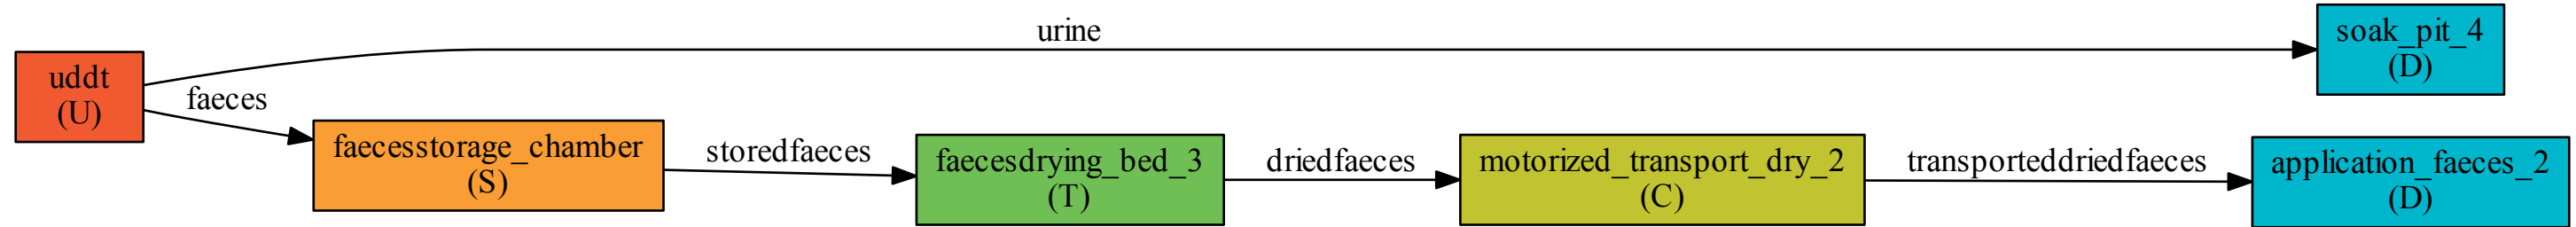 uddt
(U)
urine
soak_pit_4
(D)
faeces
faecesstorage_chamber
(S)
storedfaeces
faecesdrying_bed_3
(T)
driedfaeces
motorized_transport_dry_2
(C)
transporteddriedfaeces
application_faeces_2
(D)